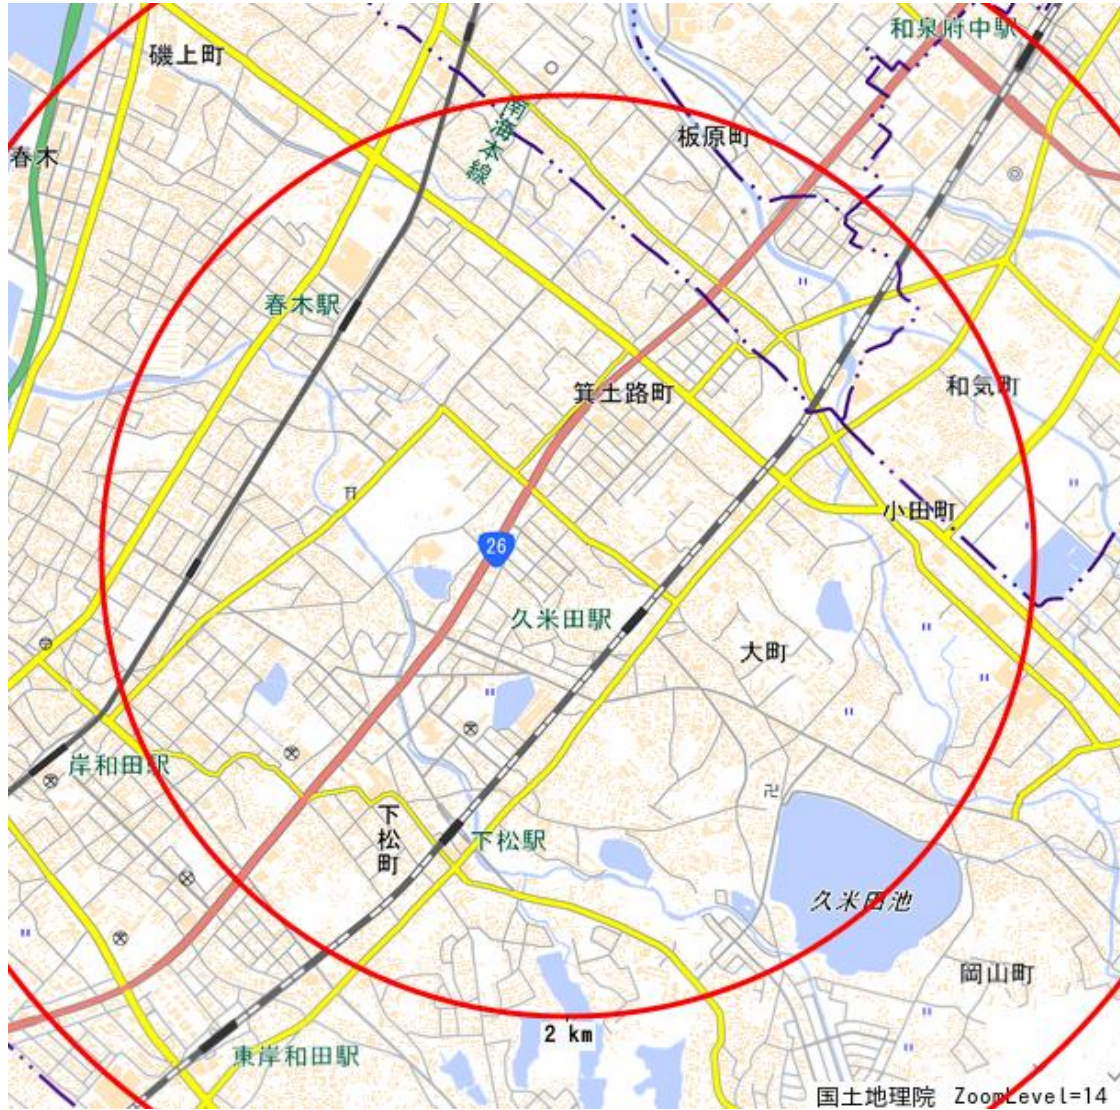 和泉府中駅
磯上町
南海本線
板原町
春木
春木駅
箕土路町
和気町
小田町
26
久米田駅
大町
岸和田駅
下松町
下松駅
久米田池
岡山町
2 km
東岸和田駅
国土地理院 ZoomLevel=14